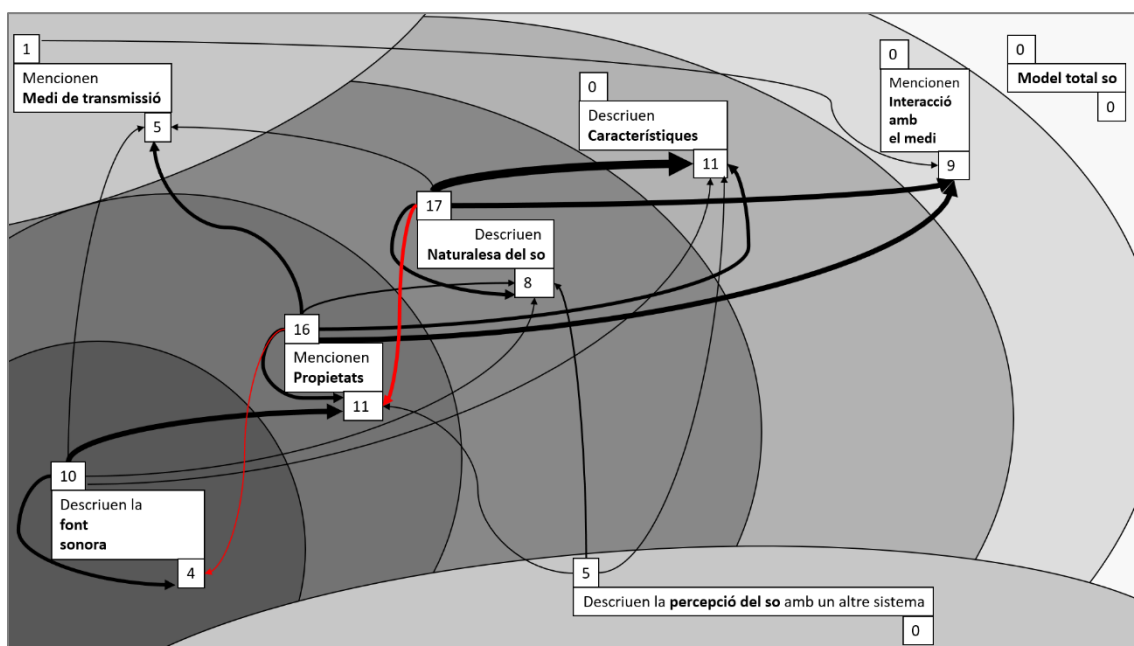 1
Mencionen
Medi de transmissió
5
0
Descriuen
Característiques
11
0
Mencionen
Interacció
amb
el medi
9
0
Model total so
0
17
Descriuen
Naturalesa del so
8
16
Mencionen
Propietats
11
10
Descriuen la
font
sonora
4
5
Descriuen la percepció del so amb un altre sistema
0